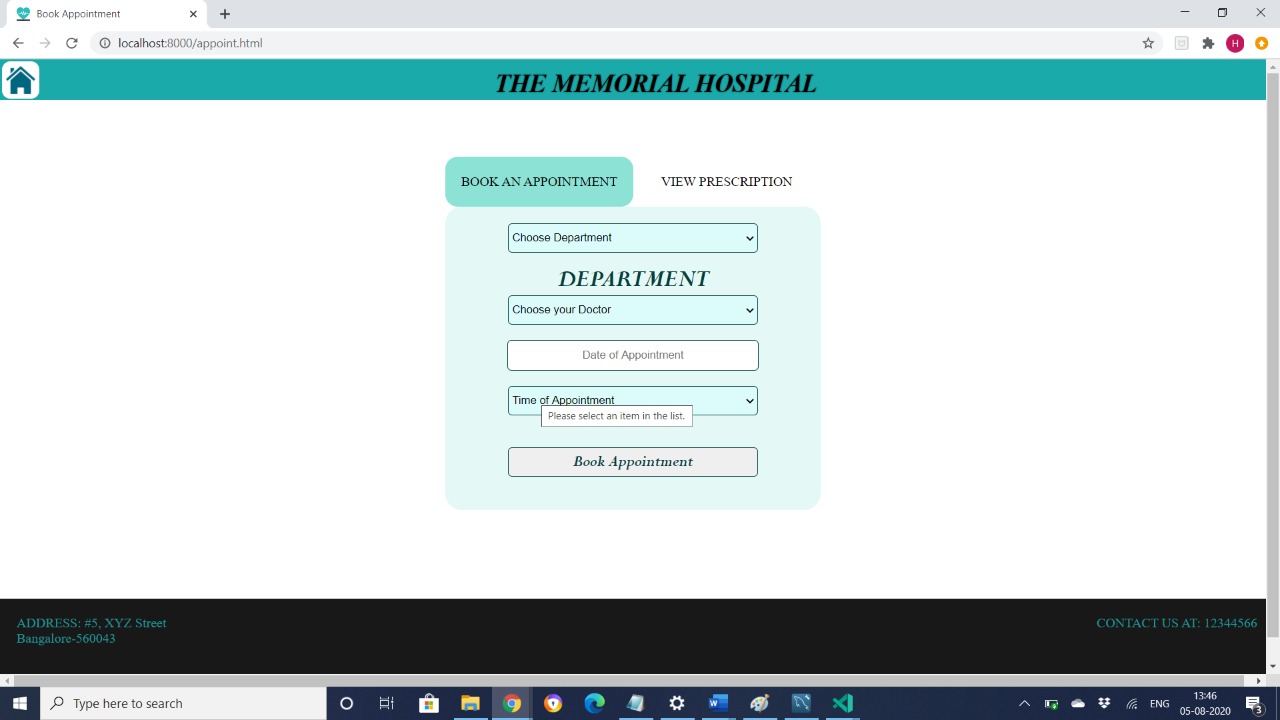 Book Appointment
localhost:8000/appoint.html
H
THE MEMORIAL HOSPITAL
BOOK AN APPOINTMENT
VIEW PRESCRIPTION
Choose Department
DEPARTMENT
Choose your Doctor
Date of Appointment
Time of Appointment
Please select an item in the list.
Book Appointment
ADDRESS: #5, XYZ Street
Bangalore-560043
CONTACT US AT: 12344566
Type here to search
ENG
13:46
05-08-2020
3